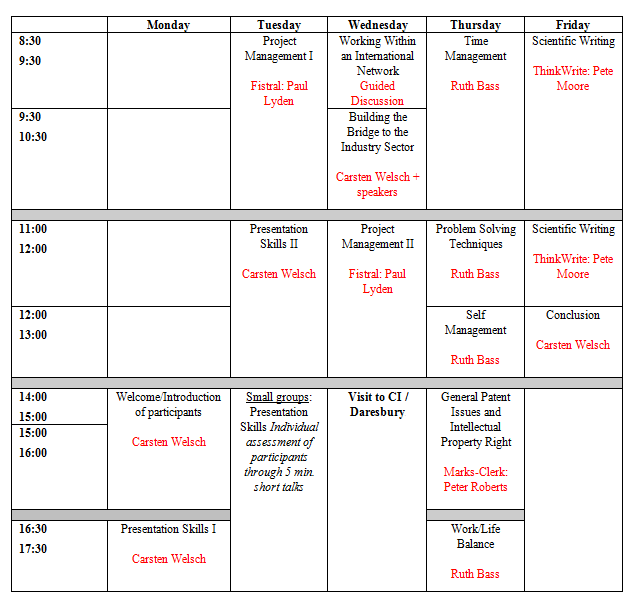 Monday Tuesday Wednesday Thursday Friday
8:30
9:30
Project
Management I
Fistral: Paul
Lyden
Working Within
an International
Network
Guided
Discussion
Time
Management
Ruth Bass
Scientific Writing
ThinkWrite: Pete
Moore
9:30
10:30
Building the
Bridge to the
Industry Sector
Carsten Welsch +
speakers
11:00
12:00
Presentation
Skills II
Carsten Welsch
Project
Management II
Fistral: Paul
Lyden
Problem Solving
Techniques
Ruth Bass
Scientific Writing
ThinkWrite: Pete
Moore
12:00
13:00
Self
Management
Ruth Bass
Conclusion
Carsten Welsch
14:00
15:00
Welcome/Introduction
of participants
Carsten Welsch
Small groups:
Presentation
Skills Individual
assessment of
participants
through 5 min.
short talks
Visit to CI /
Daresbury
General Patent
Issues and
Intellectual
Property Right
Marks-Clerk:
Peter Roberts
15:00
16:00
16:30
17:30
Presentation Skills I
Carsten Welsch
Work/Life
Balance
Ruth Bass